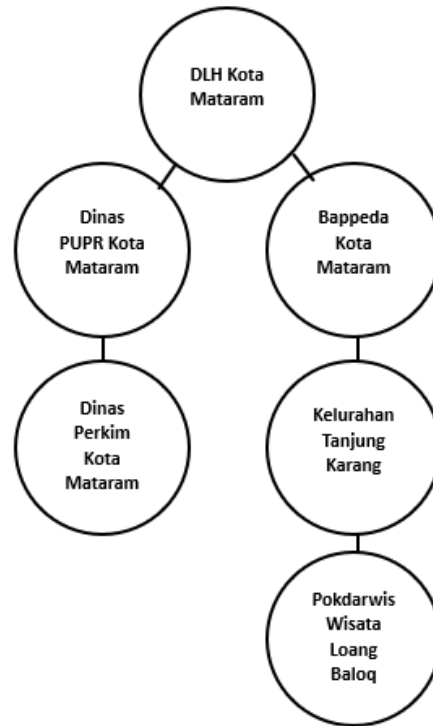 DLH Kota
Mataram
Dinas
PUPR Kota
Mataram
Bappeda
Kota
Mataram
Dinas
Perkim
Kota
Mataram
Kelurahan
Tanjung
Karang
Pokdarwis
Wisata
Loang
Baloq